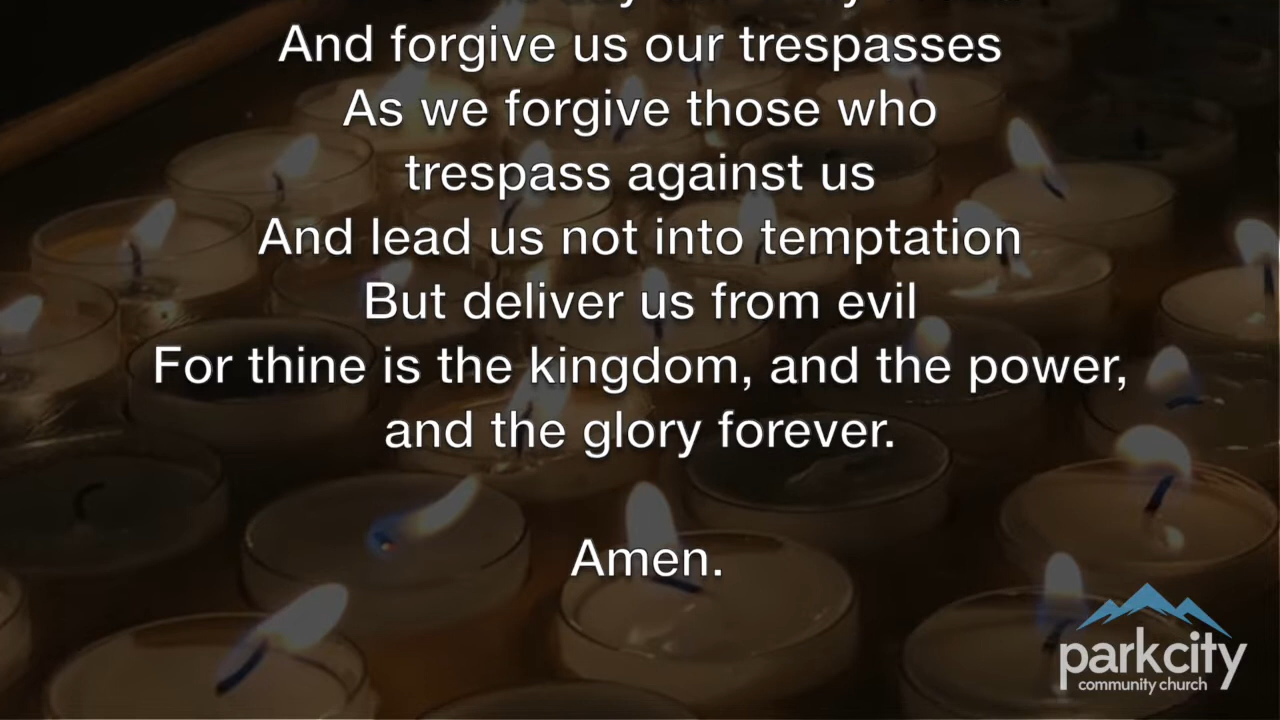 And forgive us our trespasses
As we forgive those who
trespass against us
And lead us not into temptation
But deliver us from evil
For thine is the kingdom, and the power,
and the glory forever.
Amen.
parkcity
community church